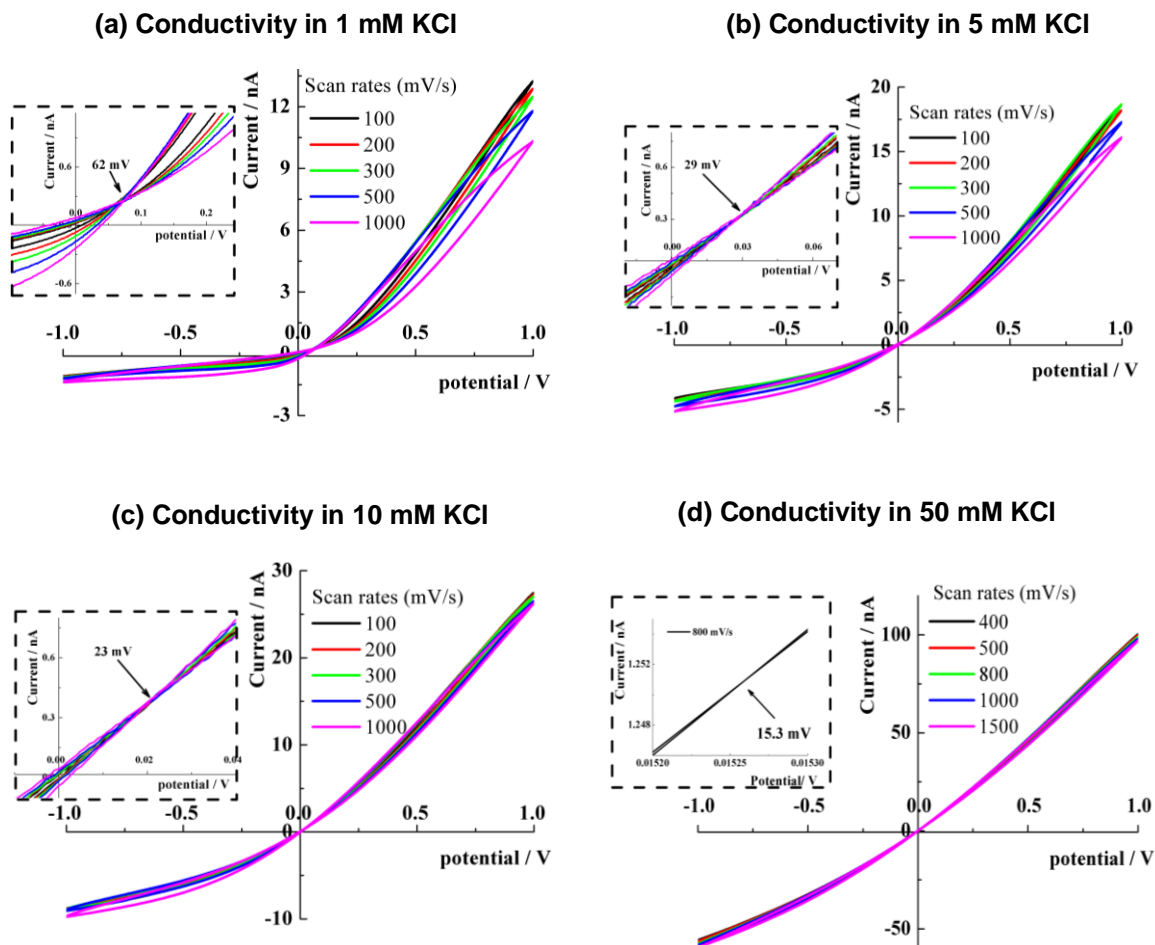 (a) Conductivity in 1 mM KCl
Current / nA
12
9
6
3
0.0
0
-3
-1.0
-0.5
0.5
1.0
potential / V
Scan rates (mV/s)
100
200
300
500
1000
Current / nA
0.6
-0.6
0.0
0.1
0.2
potential / V
62 mV
(b) Conductivity in 5 mM KCl
Current / nA
20
15
10
5
0
-5
-1.0
-0.5
0.0
0.5
1.0
potential / V
Scan rates (mV/s)
100
200
300
500
1000
Current / nA
0.6
0.3
0.00
0.03
0.06
potential / V
29 mV
(c) Conductivity in 10 mM KCl
Current / nA
30
20
10
0
-10
-1.0
-0.5
0.0
0.5
1.0
potential / V
Scan rates (mV/s)
100
200
300
500
1000
Current / nA
0.6
0.3
0.00
0.02
0.04
potential / V
23 mV
(d) Conductivity in 50 mM KCl
Current / nA
100
50
0
-50
-1.0
-0.5
0.0
0.5
1.0
potential / V
Scan rates (mV/s)
400
500
800
1000
1500
Current / nA
1.252
1.248
0.01520
0.01525
0.01530
Potential/ V
800 mV/s
15.3 mV